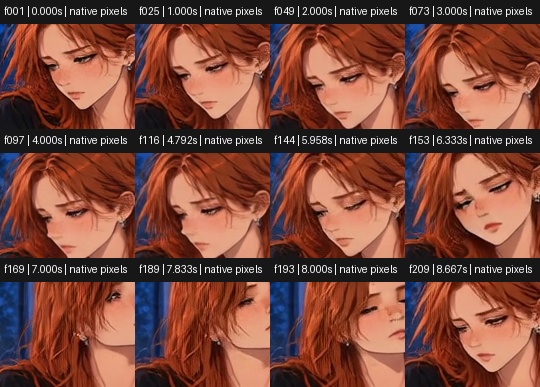 f001 | 0.000s | native pixels
f025 | 1.000s | native pixels
f049 | 2.000s | native pixels
f073 | 3.000s | native pixels
f097 | 4.000s | native pixels
f116 | 4.792s | native pixels
f144 | 5.958s | native pixels
f153 | 6.333s | native pixels
f169 | 7.000s | native pixels
f189 | 7.833s | native pixels
f193 | 8.000s | native pixels
f209 | 8.667s | native pixels